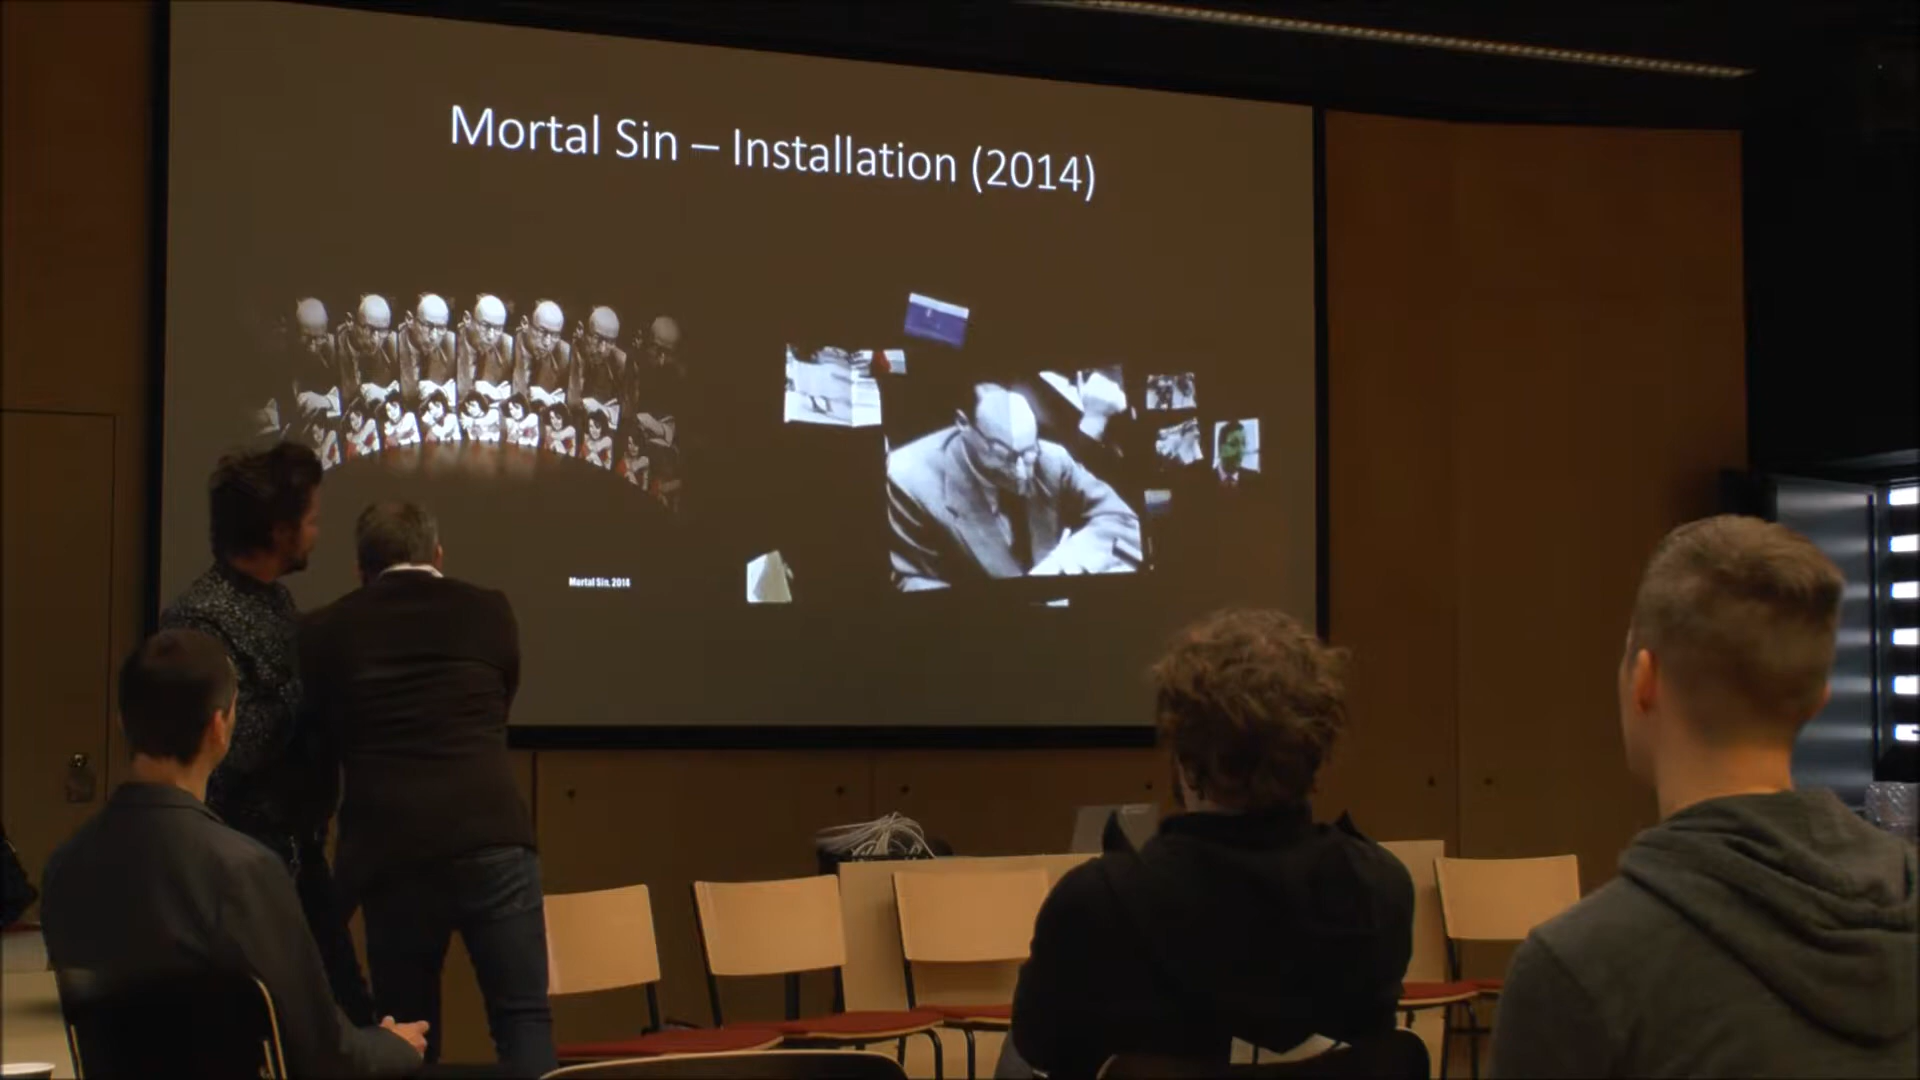 Mortal Sin – Installation (2014)
Mortal Sin, 2014